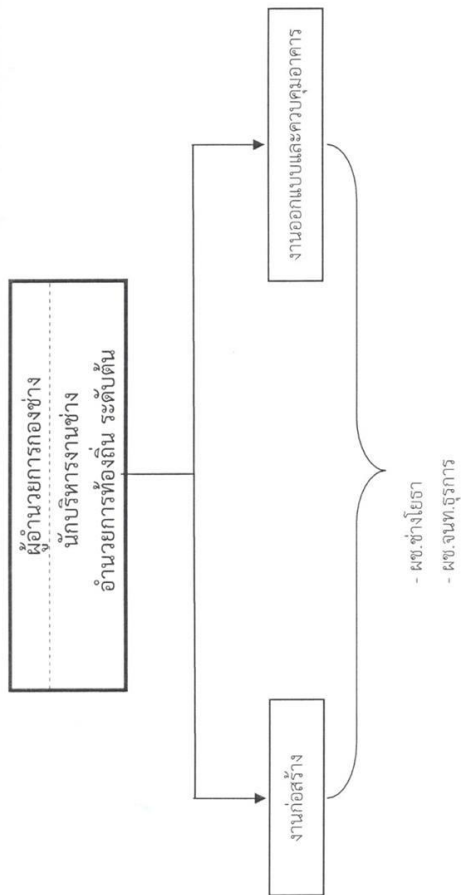 ผู้อำนวยการกองช่าง
นักบริหารงานช่าง
อำนวยการท้องถิ่น ระดับต้น
งานก่อสร้าง
งานออกแบบและควบคุมอาคาร
- ผช.ช่างโยธา
- ผช.จนท.ธุรการ